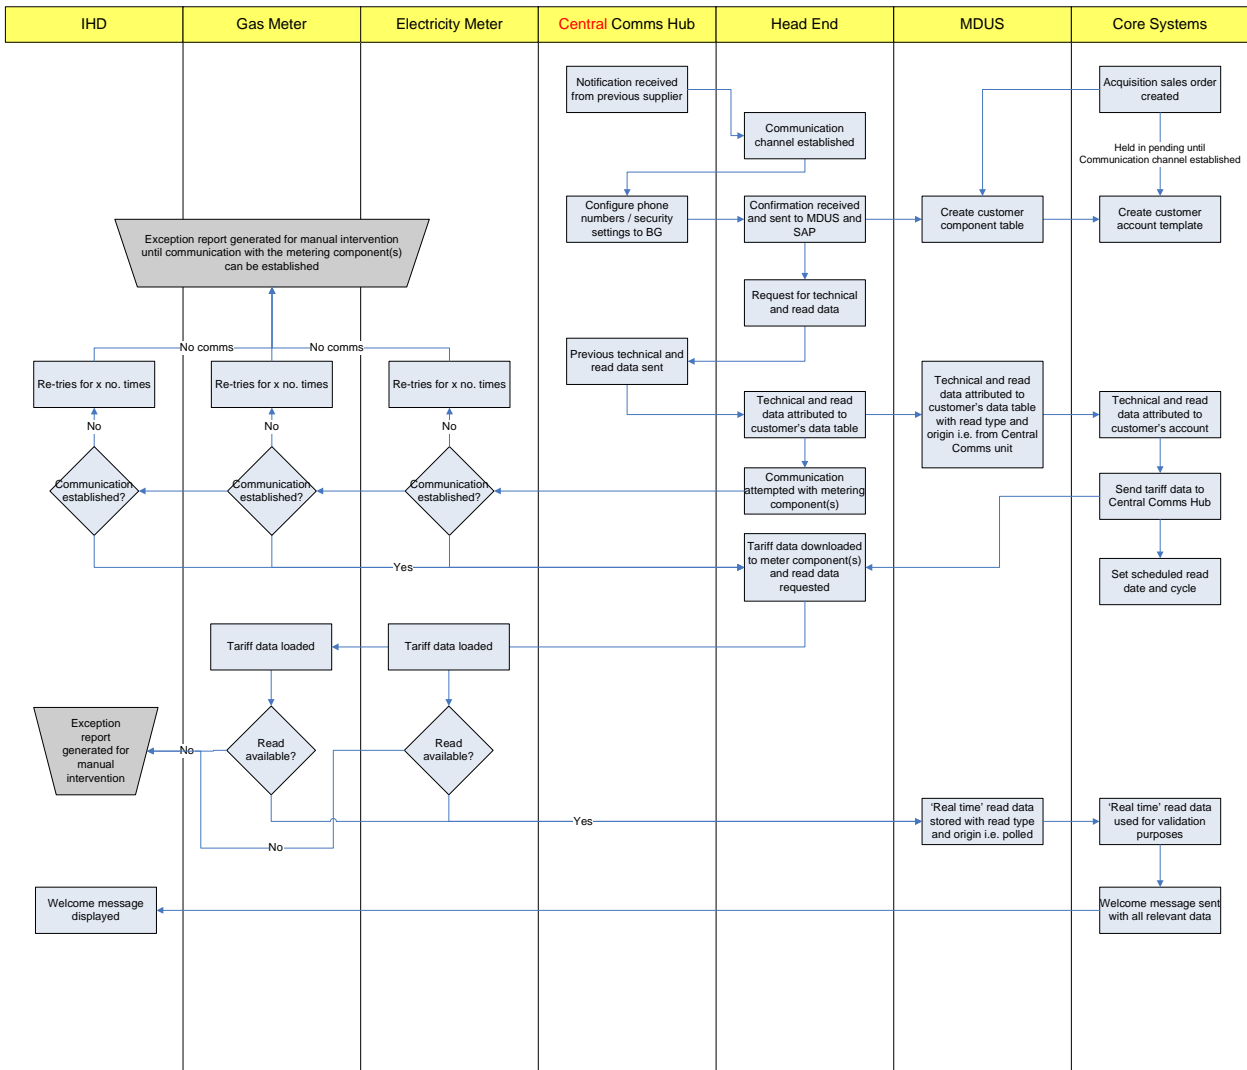 IHD
Gas Meter
Electricity Meter
Central Comms Hub
Head End
MDUS
Core Systems
Notification received
from previous supplier
Acquisition sales order
created
Communication
channel established
Held in pending until
Communication channel established
Configure phone
numbers / security
settings to BG
Confirmation received
and sent to MDUS and
SAP
Create customer
component table
Create customer
account template
Exception report generated for manual intervention
until communication with the metering component(s)
can be established
Request for technical
and read data
No comms
No comms
Previous technical and
read data sent
Re-tries for x no. times
Re-tries for x no. times
Re-tries for x no. times
Technical and read
data attributed to
customer's data table
Technical and read
data attributed to
customer's data table
with read type and
origin i.e. from Central
Comms unit
Technical and read
data attributed to
customer's account
No
No
No
Communication
established?
Communication
established?
Communication
established?
Communication
attempted with metering
component(s)
Send tariff data to
Central Comms Hub
Yes
Tariff data downloaded
to meter component(s)
and read data
requested
Set scheduled read
date and cycle
Tariff data loaded
Tariff data loaded
Exception
report
generated for
manual
intervention
No
Read
available?
Read
available?
No
Yes
'Real time' read data
stored with read type
and origin i.e. polled
'Real time' read data
used for validation
purposes
Welcome message
displayed
Welcome message sent
with all relevant data